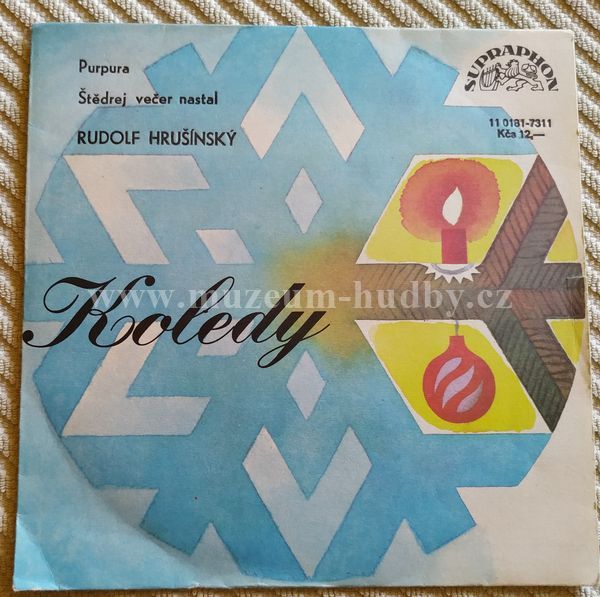 Purpura
Štědrej večer nastal
RUDOLF HRUŠÍNSKÝ
SUPRAPHON
11 0181-7311
Kčs 12,—
www.muzeum-hudby.cz
Koledy